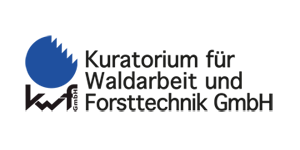 Kuratorium für
Waldarbeit und
Forsttechnik GmbH
kwf GmbH